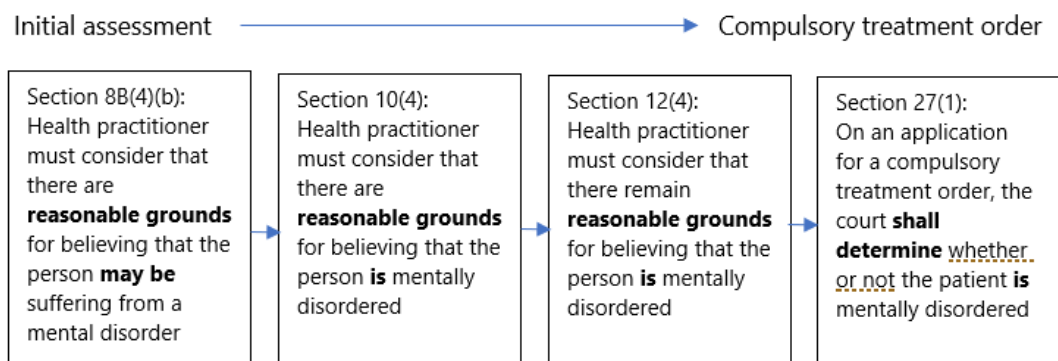 Initial assessment
Compulsory treatment order
Section 8B(4)(b):
Health practitioner
must consider that
there are
reasonable grounds
for believing that the
person may be
suffering from a
mental disorder
Section 10(4):
Health practitioner
must consider that
there are
reasonable grounds
for believing that the
person is mentally
disordered
Section 12(4):
Health practitioner
must consider that
there remain
reasonable grounds
for believing that the
person is mentally
disordered
Section 27(1):
On an application
for a compulsory
treatment order, the
court shall
determine whether
or not the patient is
mentally disordered